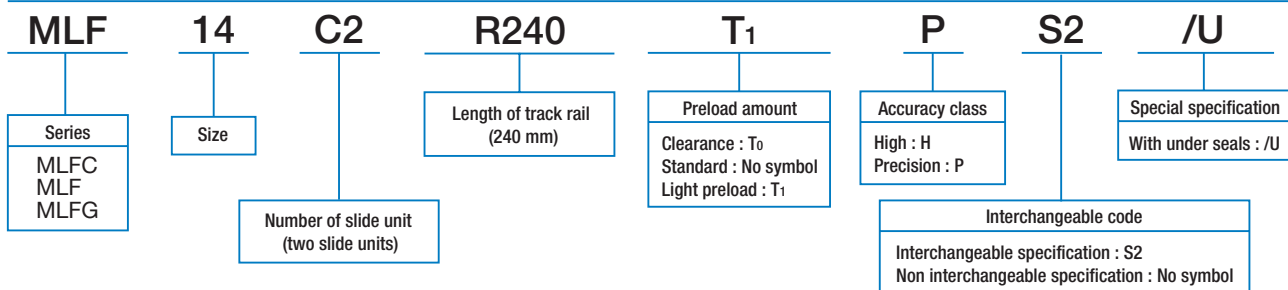 MLF 14 C2 R240 T1 P S2 /U
Series
MLFC
MLF
MLFG
Size
Number of slide unit
(two slide units)
Length of track rail
(240 mm)
Preload amount
Clearance : T0
Standard : No symbol
Light preload : T1
Accuracy class
High : H
Precision : P
Interchangeable code
Interchangeable specification : S2
Non interchangeable specification : No symbol
Special specification
With under seals : /U